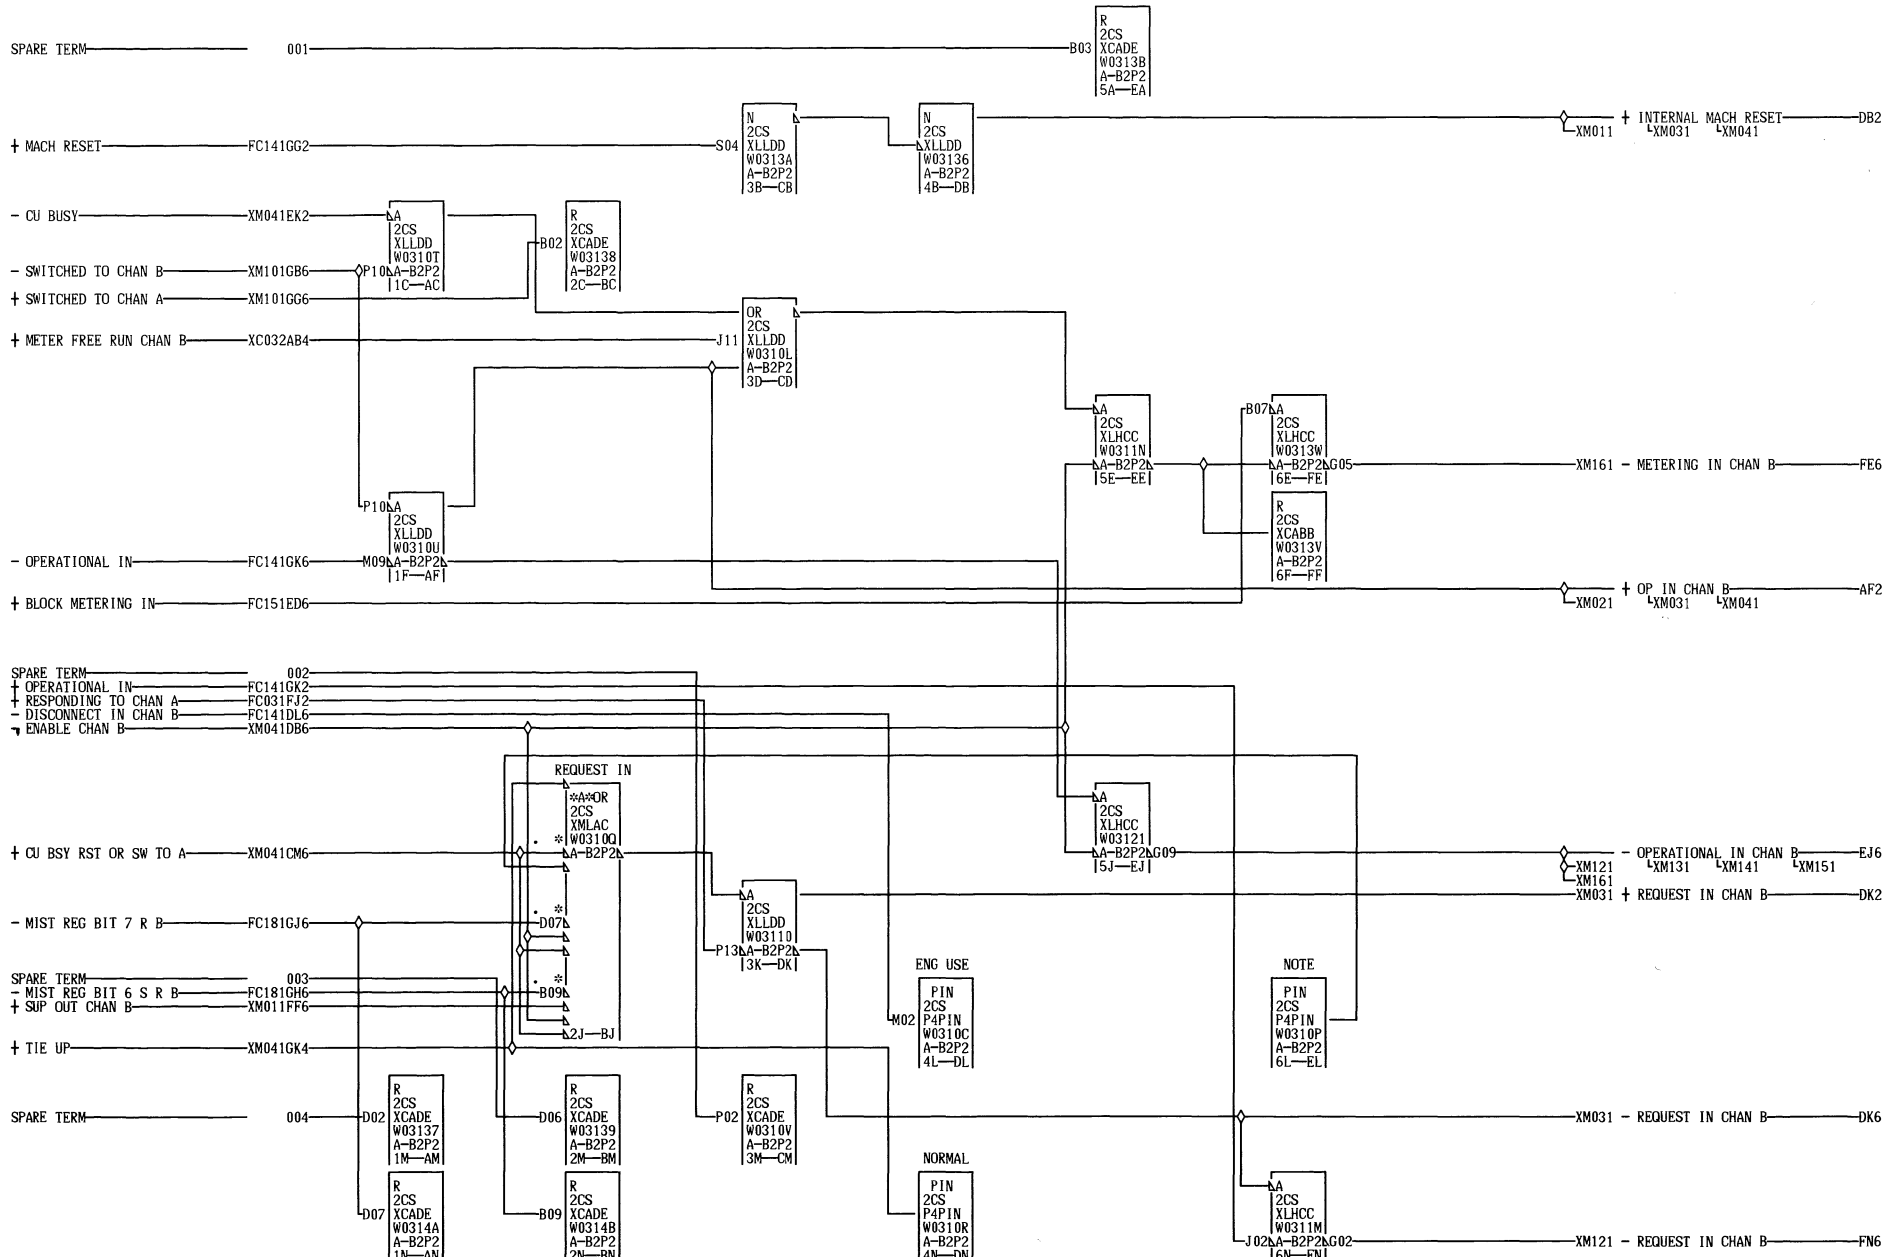 SPARE TERM 001 B03
R
2CS
XCADE
W0313B
A-B2P2
5A—EA
+ MACH RESET FC141GG2 S04
N
2CS
XLLDD
W0313A
A-B2P2
3B—CB
N
2CS
XLLDD
W03136
A-B2P2
4B—DB
+ INTERNAL MACH RESET DB2
XM011 XM031 XM041
- CU BUSY XM041EK2
A
2CS
XLLDD
W0310T
P10 A-B2P2
1C—AC
- SWITCHED TO CHAN B XM101GB6
+ SWITCHED TO CHAN A XM101GG6
B02
R
2CS
XCADE
W03138
A-B2P2
2C—BC
+ METER FREE RUN CHAN B XC032AB4 J11
OR
2CS
XLLDD
W0310L
A-B2P2
3D—CD
A
2CS
XLHCC
W0311N
A-B2P2
5E—EE
B07 A
2CS
XLHCC
W0313W
A-B2P2 G05
6E—FE
XM161 - METERING IN CHAN B FE6
R
2CS
XCABB
W0313V
A-B2P2
6F—FF
P10 A
2CS
XLLDD
W0310U
M09 A-B2P2
1F—AF
- OPERATIONAL IN FC141GK6
+ BLOCK METERING IN FC151ED6
+ OP IN CHAN B AF2
XM021 XM031 XM041
SPARE TERM 002
+ OPERATIONAL IN FC141GK2
+ RESPONDING TO CHAN A FC031FJ2
- DISCONNECT IN CHAN B FC141DL6
ENABLE CHAN B XM041DB6
REQUEST IN
*A*OR
2CS
XMLAC
. * W0310Q
A-B2P2
. *
D07
. *
B09
2J—BJ
+ CU BSY RST OR SW TO A XM041CM6
- MIST REG BIT 7 R B FC181GJ6
SPARE TERM 003
- MIST REG BIT 6 S R B FC181GH6
+ SUP OUT CHAN B XM011FF6
+ TIE UP XM041GK4
A
2CS
XLLDD
W03110
P13 A-B2P2
3K—DK
A
2CS
XLHCC
W03121
A-B2P2 G09
5J—EJ
- OPERATIONAL IN CHAN B EJ6
XM121 XM131 XM141 XM151
XM161
XM031 + REQUEST IN CHAN B DK2
ENG USE
PIN
2CS
M02 P4PIN
W0310C
A-B2P2
4L—DL
NOTE
PIN
2CS
P4PIN
W0310P
A-B2P2
6L—EL
SPARE TERM 004 D02
R
2CS
XCADE
W03137
A-B2P2
1M—AM
D06
R
2CS
XCADE
W03139
A-B2P2
2M—BM
P02
R
2CS
XCADE
W0310V
A-B2P2
3M—CM
XM031 - REQUEST IN CHAN B DK6
D07
R
2CS
XCADE
W0314A
A-B2P2
1N—AN
B09
R
2CS
XCADE
W0314B
A-B2P2
2N—BN
NORMAL
PIN
2CS
P4PIN
W0310R
A-B2P2
4N—DN
A
2CS
XLHCC
W0311M
J02 A-B2P2 G02
6N—FN
XM121 - REQUEST IN CHAN B FN6